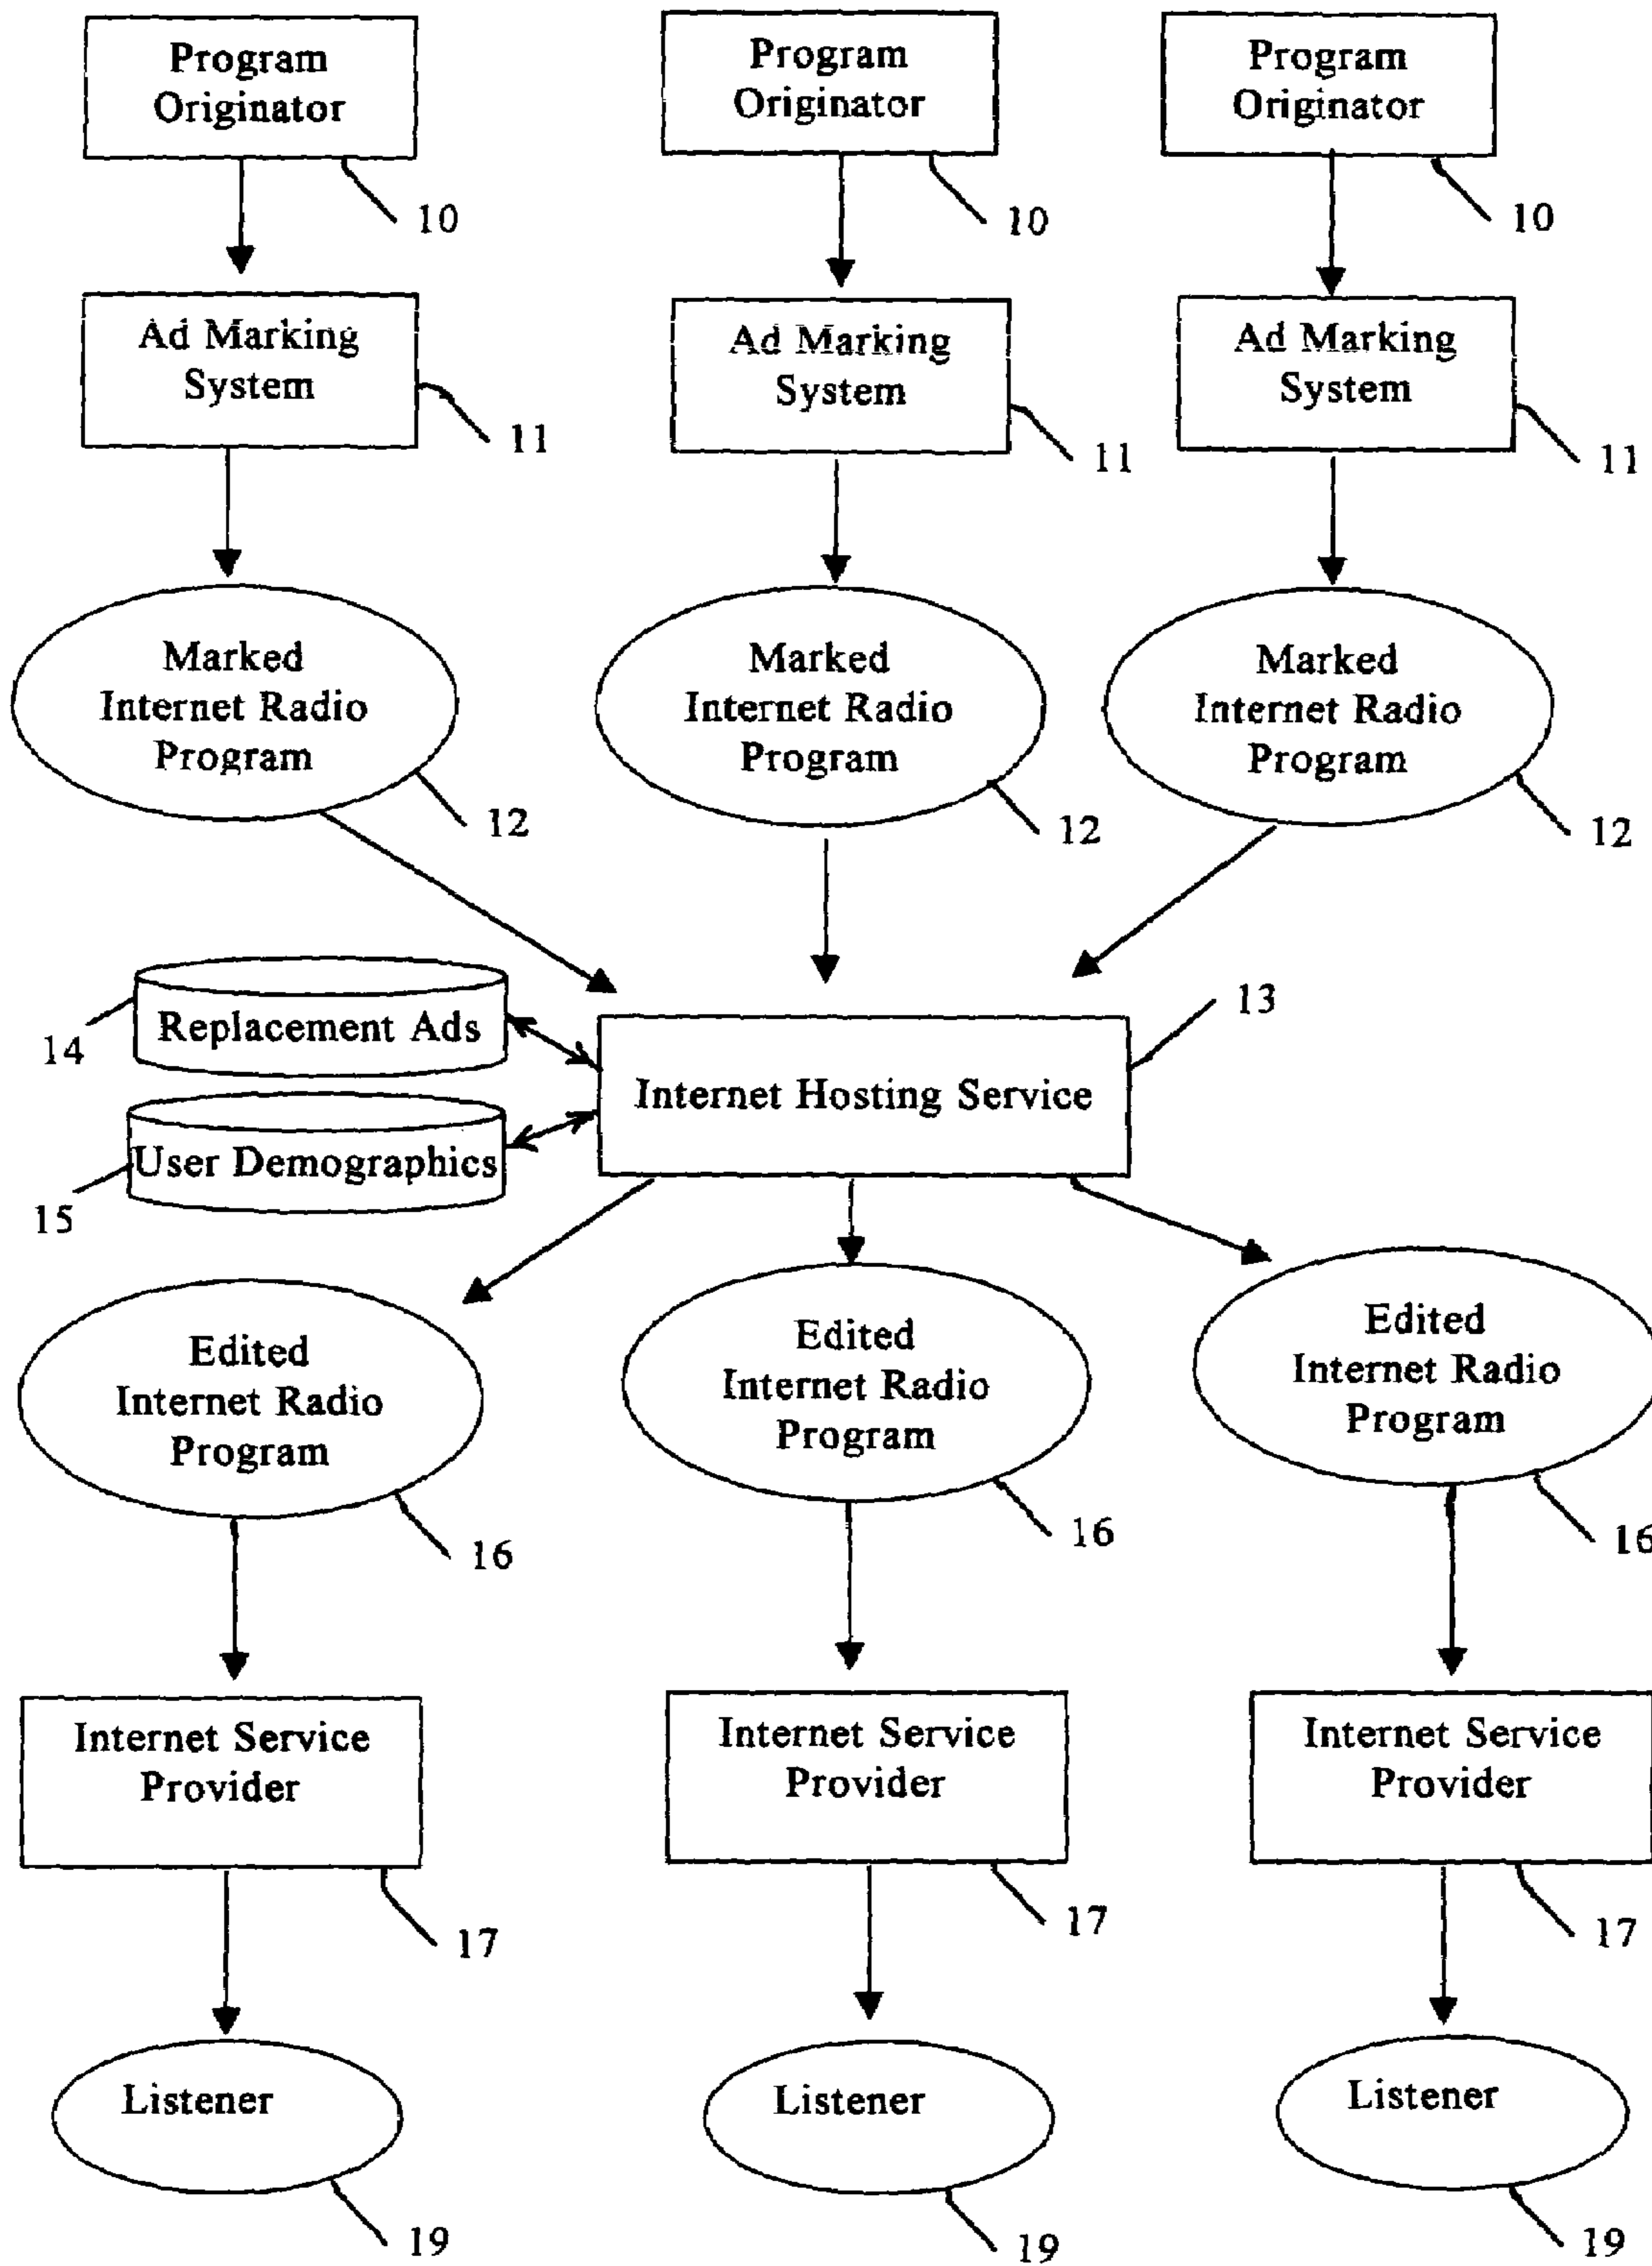 Program
Originator
10
Program
Originator
10
Program
Originator
10
Ad Marking
System
11
Ad Marking
System
11
Ad Marking
System
11
Marked
Internet Radio
Program
12
Marked
Internet Radio
Program
12
Marked
Internet Radio
Program
12
Replacement Ads
14
User Demographics
15
Internet Hosting Service
13
Edited
Internet Radio
Program
16
Edited
Internet Radio
Program
16
Edited
Internet Radio
Program
16
Internet Service
Provider
17
Internet Service
Provider
17
Internet Service
Provider
17
Listener
19
Listener
19
Listener
19